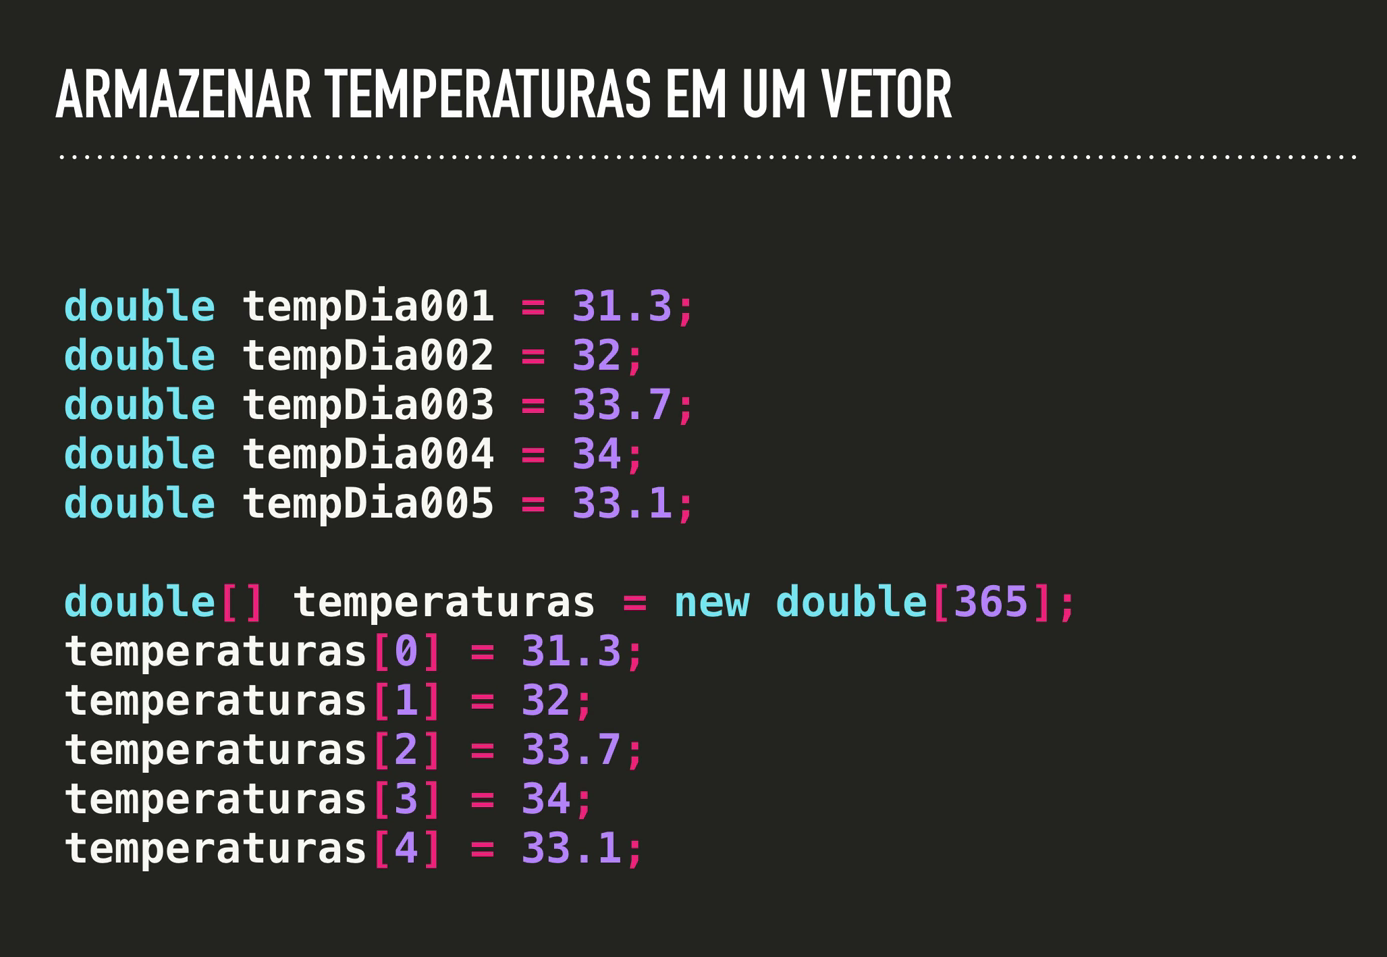 ARMAZENAR TEMPERATURAS EM UM VETOR
double tempDia001 = 31.3;
double tempDia002 = 32;
double tempDia003 = 33.7;
double tempDia004 = 34;
double tempDia005 = 33.1;
double[] temperaturas = new double[365];
temperaturas[0] = 31.3;
temperaturas[1] = 32;
temperaturas[2] = 33.7;
temperaturas[3] = 34;
temperaturas[4] = 33.1;